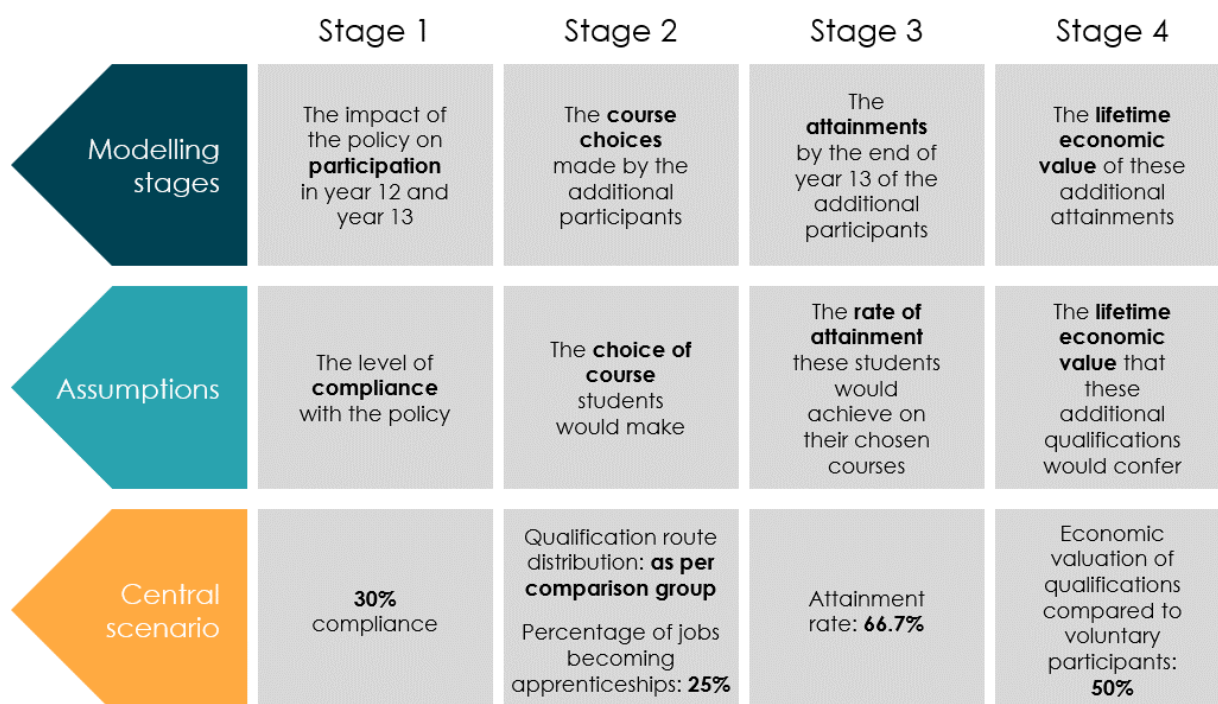 Stage 1
Stage 2
Stage 3
Stage 4
Modelling
stages
The impact of
the policy on
participation
in year 12 and
year 13
The course
choices
made by the
additional
participants
The
attainments
by the end of
year 13 of the
additional
participants
The lifetime
economic
value of these
additional
attainments
Assumptions
The level of
compliance
with the policy
The choice of
course
students
would make
The rate of
attainment
these students
would
achieve on
their chosen
courses
The lifetime
economic
value that
these
additional
qualifications
would confer
Central
scenario
30%
compliance
Qualification route
distribution: as per
comparison group
Percentage of jobs
becoming
apprenticeships: 25%
Attainment
rate: 66.7%
Economic
valuation of
qualifications
compared to
voluntary
participants:
50%